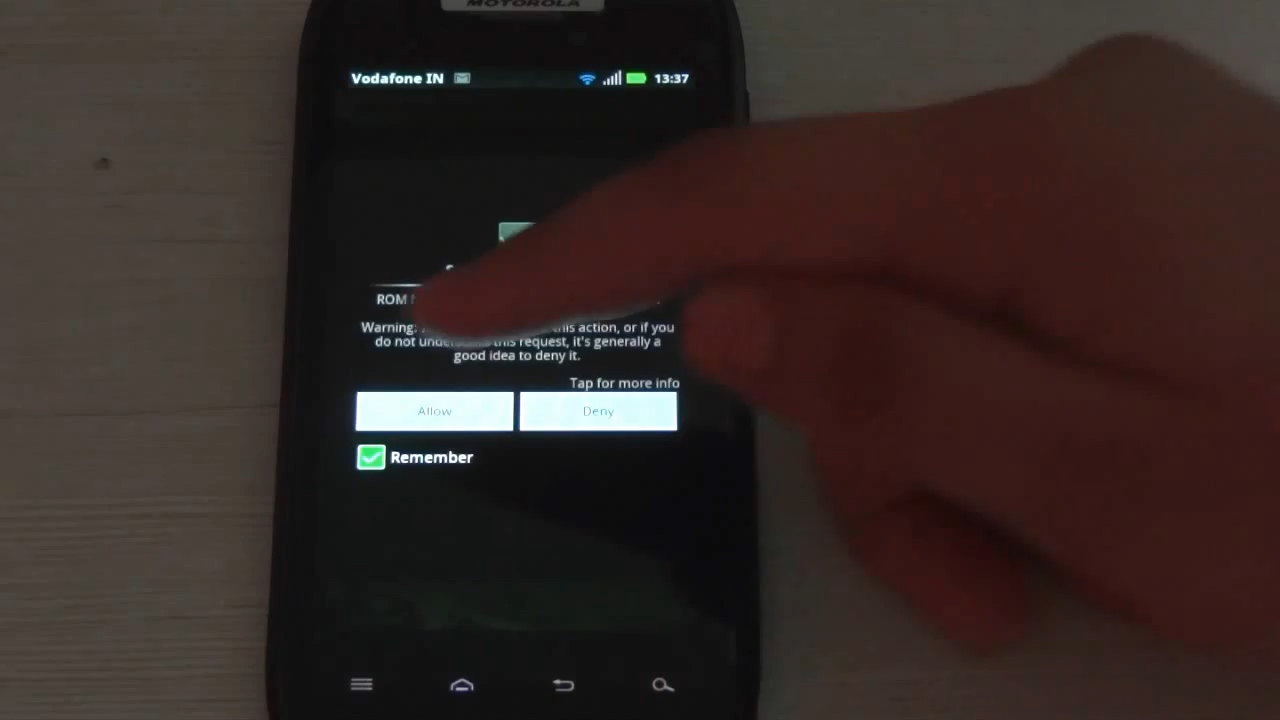 MOTOROLA
Vodafone IN 13:37
ROM
Warning: this action, or if you
do not this request, it's generally a
good idea to deny it.
Tap for more info
Allow Deny
Remember